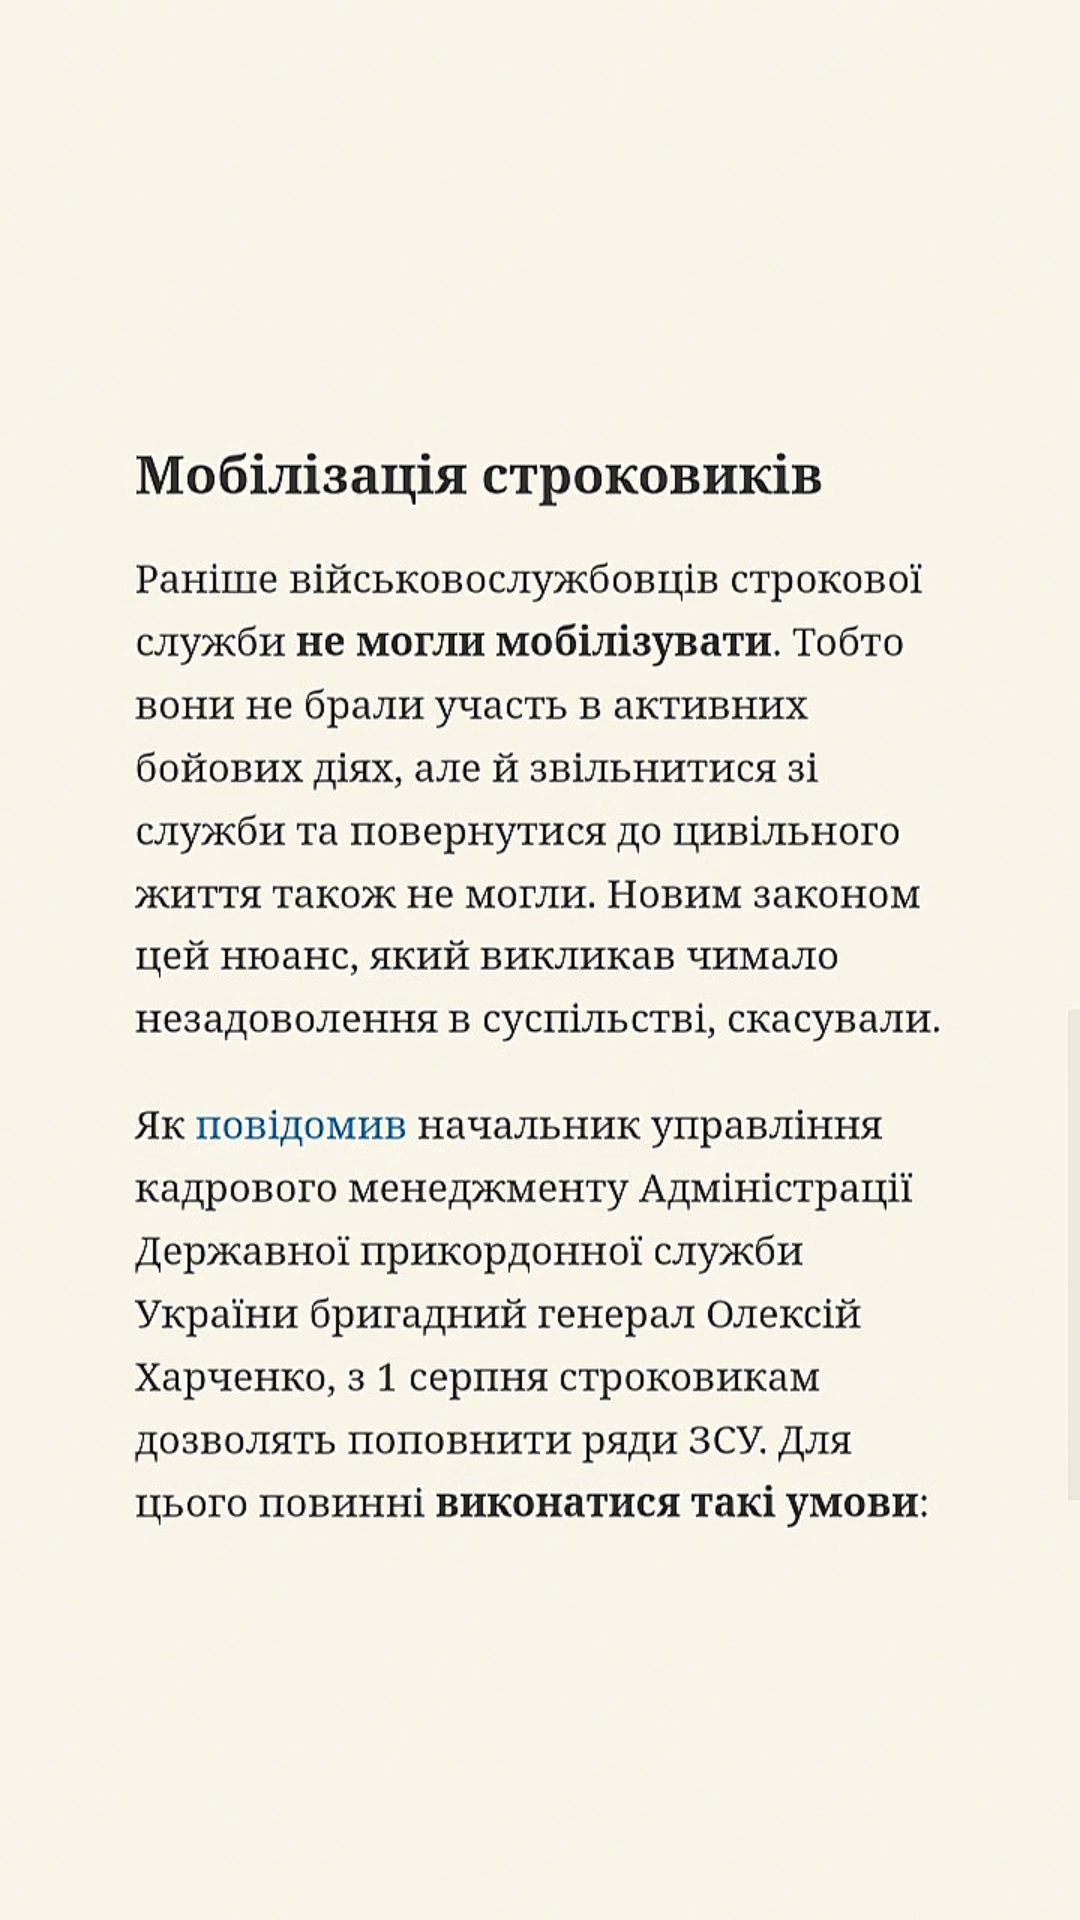 Мобілізація строковиків
Раніше військовослужбовців строкової
служби не могли мобілізувати. Тобто
вони не брали участь в активних
бойових діях, але й звільнитися зі
служби та повернутися до цивільного
життя також не могли. Новим законом
цей нюанс, який викликав чимало
незадоволення в суспільстві, скасували.
Як повідомив начальник управління
кадрового менеджменту Адміністрації
Державної прикордонної служби
України бригадний генерал Олексій
Харченко, з 1 серпня строковикам
дозволять поповнити ряди ЗСУ. Для
цього повинні виконатися такі умови: